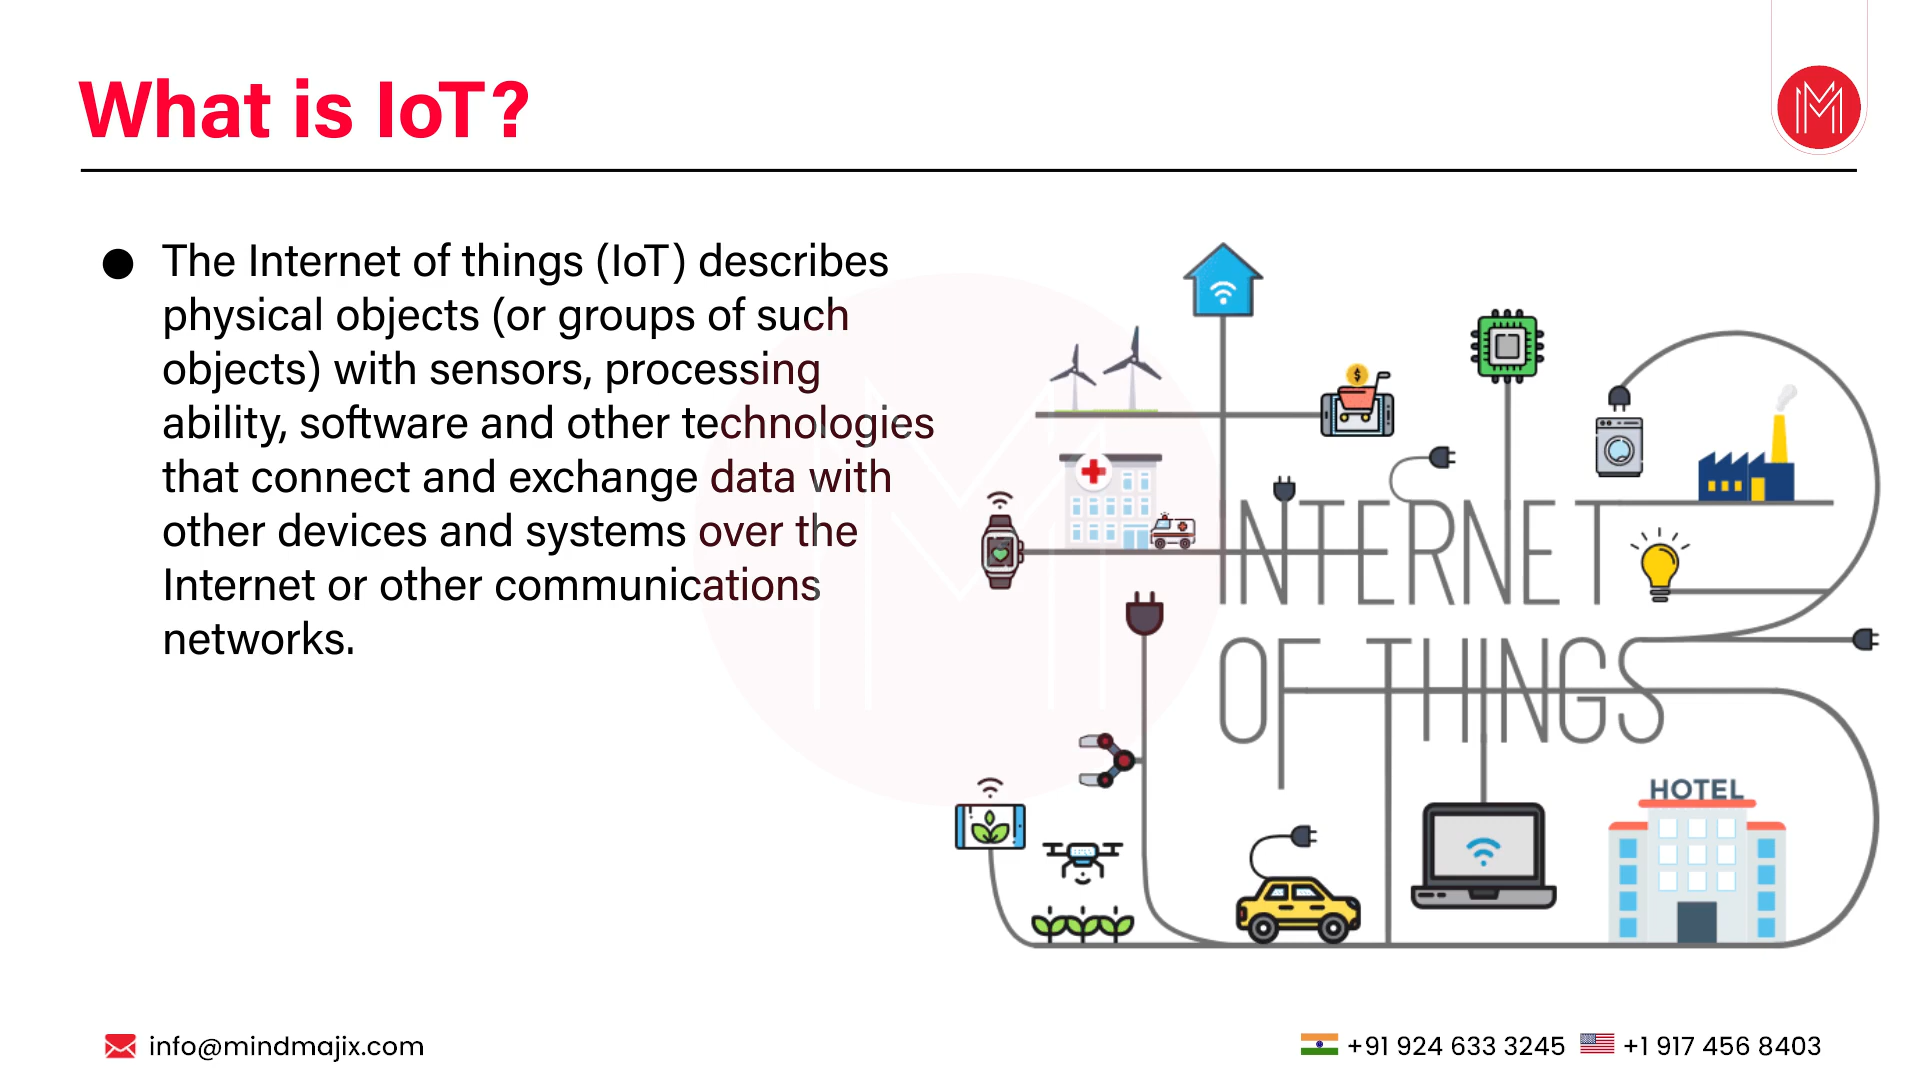 What is IoT?
The Internet of things (IoT) describes
physical objects (or groups of such
objects) with sensors, processing
ability, software and other technologies
that connect and exchange data with
other devices and systems over the
Internet or other communications
networks.
INTERNET
OF THINGS
HOTEL
info@mindmajix.com
+91 924 633 3245
+1 917 456 8403